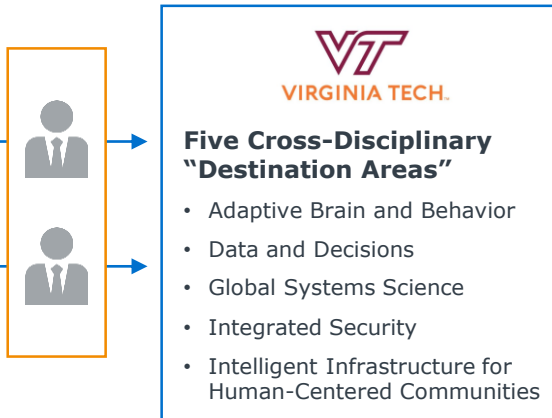 VT
VIRGINIA TECH.
Five Cross-Disciplinary
“Destination Areas”
• Adaptive Brain and Behavior
• Data and Decisions
• Global Systems Science
• Integrated Security
• Intelligent Infrastructure for
Human-Centered Communities